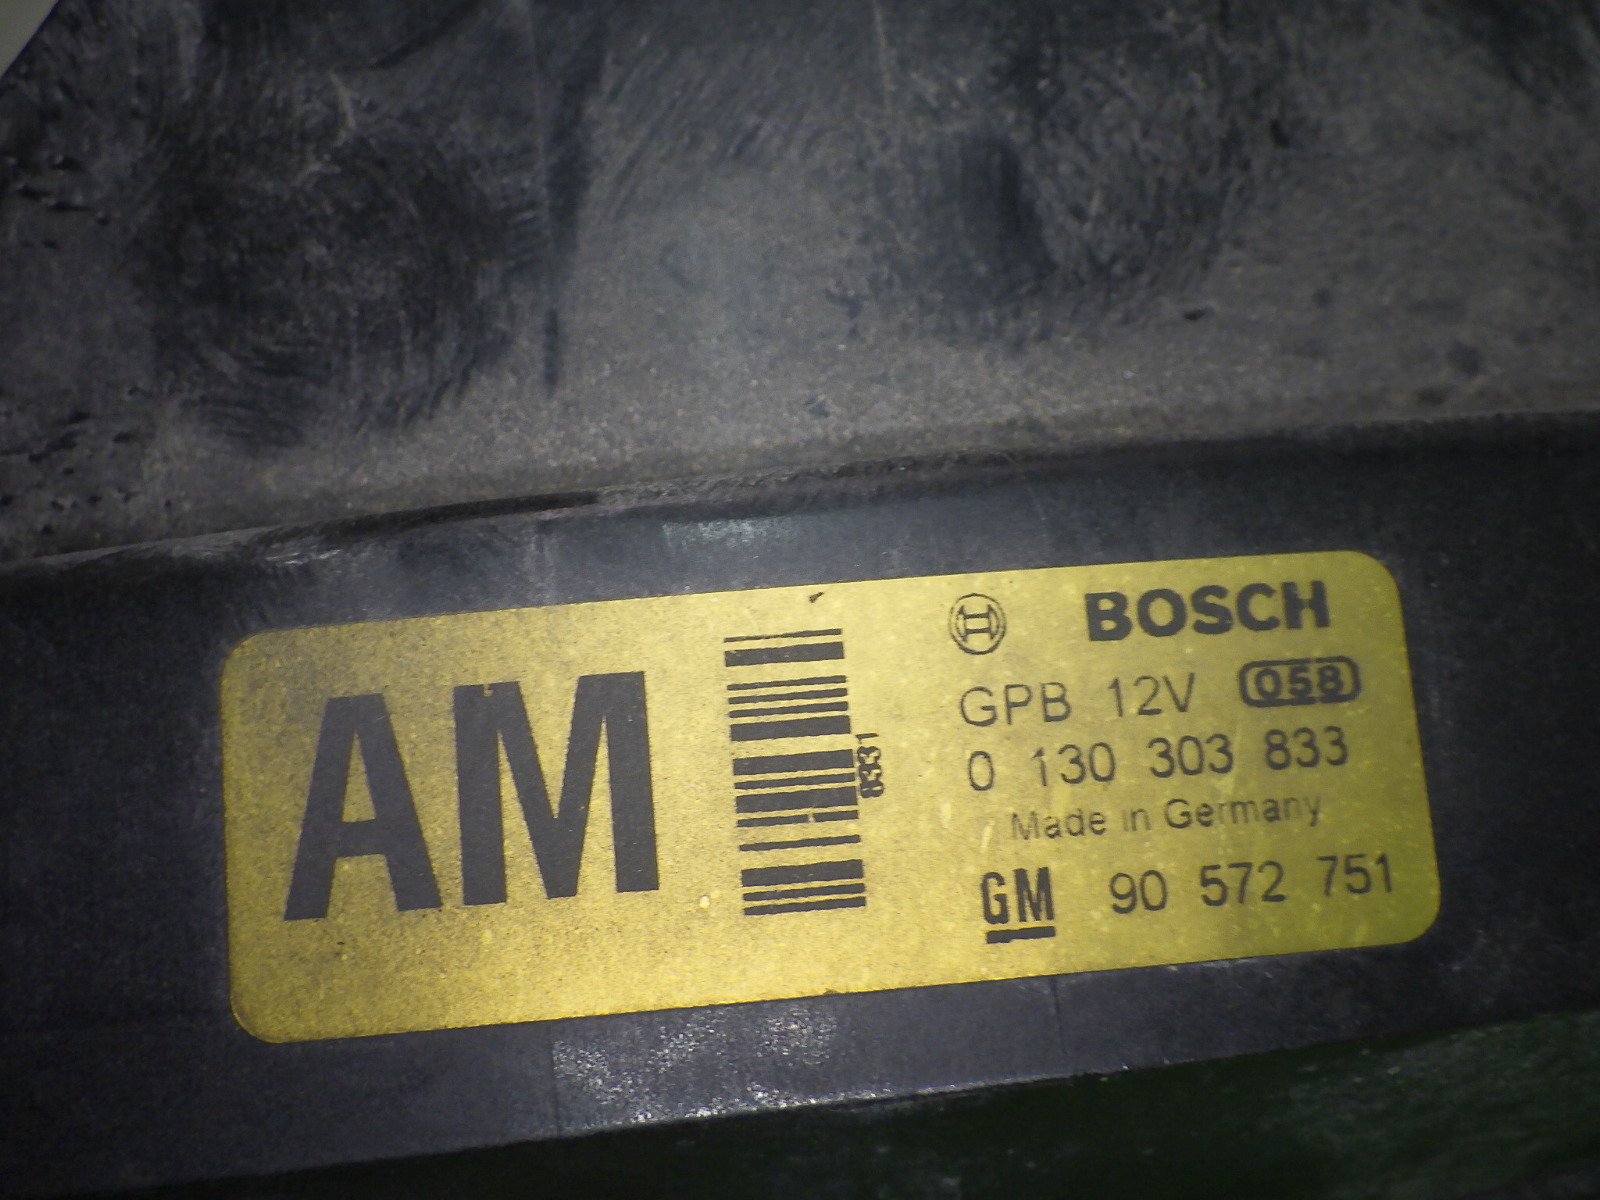 AM
8331
BOSCH
GPB 12V 058
0 130 303 833
Made in Germany
GM 90 572 751